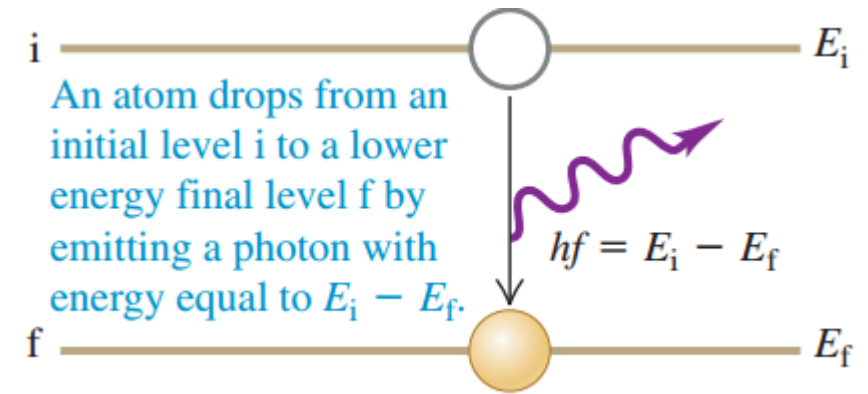 i
E_i
An atom drops from an
initial level i to a lower
energy final level f by
emitting a photon with
energy equal to E_i − E_f.
hf = E_i − E_f
f
E_f